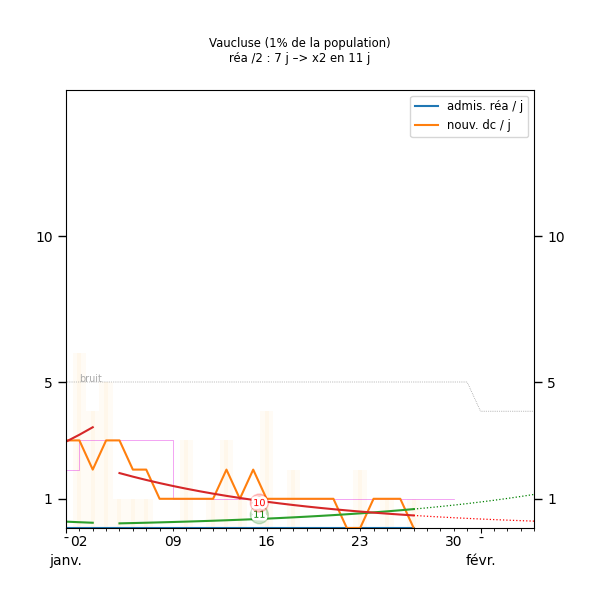 Vaucluse (1% de la population)
réa /2 : 7 j –> x2 en 11 j
admis. réa / j
nouv. dc / j
10 10
bruit
5 5
10
1 1
11
- 02 09 16 23 30 -
janv. févr.